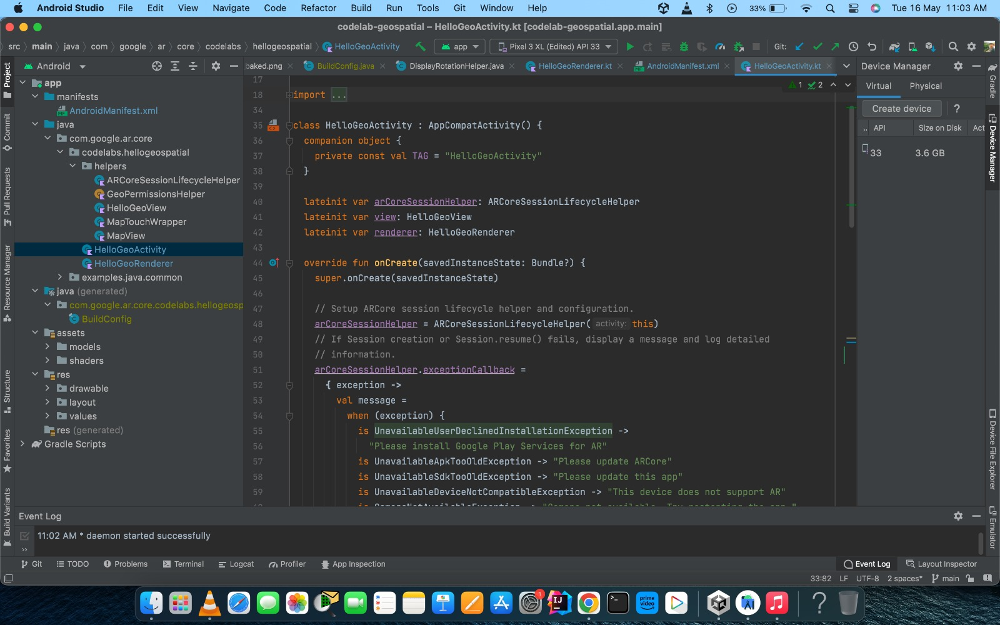 Android Studio File Edit View Navigate Code Refactor Build Run Tools Git Window Help 33% Tue 16 May 11:03 AM
codelab-geospatial – HelloGeoActivity.kt [codelab-geospatial.app.main]
src main java com google ar core codelabs hellogeospatial HelloGeoActivity app Pixel 3 XL (Edited) API 33 Git:
Android
baked.png BuildConfig.java DisplayRotationHelper.java HelloGeoRenderer.kt AndroidManifest.xml HelloGeoActivity.kt
Device Manager
Project
Commit
Pull Requests
Resource Manager
Structure
Favorites
Build Variants
app
manifests
AndroidManifest.xml
java
com.google.ar.core
codelabs.hellogeospatial
helpers
ARCoreSessionLifecycleHelper
GeoPermissionsHelper
HelloGeoView
MapTouchWrapper
MapView
HelloGeoActivity
HelloGeoRenderer
examples.java.common
java (generated)
com.google.ar.core.codelabs.hellogeosp
BuildConfig
assets
models
shaders
res
drawable
layout
values
res (generated)
Gradle Scripts
1 2
17
18 import ...
34
35 class HelloGeoActivity : AppCompatActivity() {
36 companion object {
37 private const val TAG = "HelloGeoActivity"
38 }
39
40 lateinit var arCoreSessionHelper: ARCoreSessionLifecycleHelper
41 lateinit var view: HelloGeoView
42 lateinit var renderer: HelloGeoRenderer
43
44 override fun onCreate(savedInstanceState: Bundle?) {
45 super.onCreate(savedInstanceState)
46
47 // Setup ARCore session lifecycle helper and configuration.
48 arCoreSessionHelper = ARCoreSessionLifecycleHelper( activity: this)
49 // If Session creation or Session.resume() fails, display a message and log detailed
50 // information.
51 arCoreSessionHelper.exceptionCallback =
52 { exception ->
53 val message =
54 when (exception) {
55 is UnavailableUserDeclinedInstallationException ->
56 "Please install Google Play Services for AR"
57 is UnavailableApkTooOldException -> "Please update ARCore"
58 is UnavailableSdkTooOldException -> "Please update this app"
59 is UnavailableDeviceNotCompatibleException -> "This device does not support AR"
Virtual Physical
Create device ?
.. API Size on Disk Act
33 3.6 GB
Gradle
Device Manager
Device File Explorer
Emulator
Event Log
11:02 AM * daemon started successfully
»
Git TODO Problems Terminal Logcat Profiler App Inspection Event Log Layout Inspector
33:82 LF UTF-8 2 spaces* main
1
IJ
prime video
?